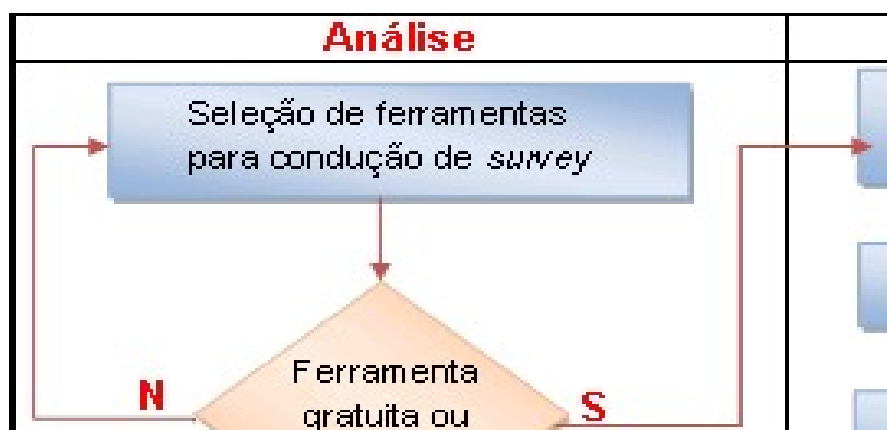 Análise
Seleção de ferramentas
para condução de survey
Ferramenta
gratuita ou
N
S